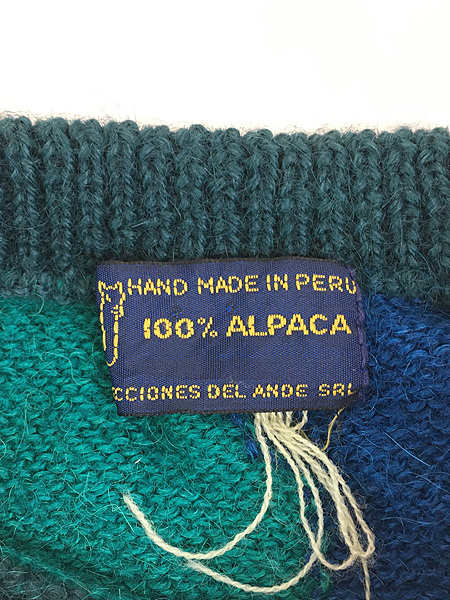 HAND MADE IN PERU
100% ALPACA
CCIONES DEL ANDE SRL